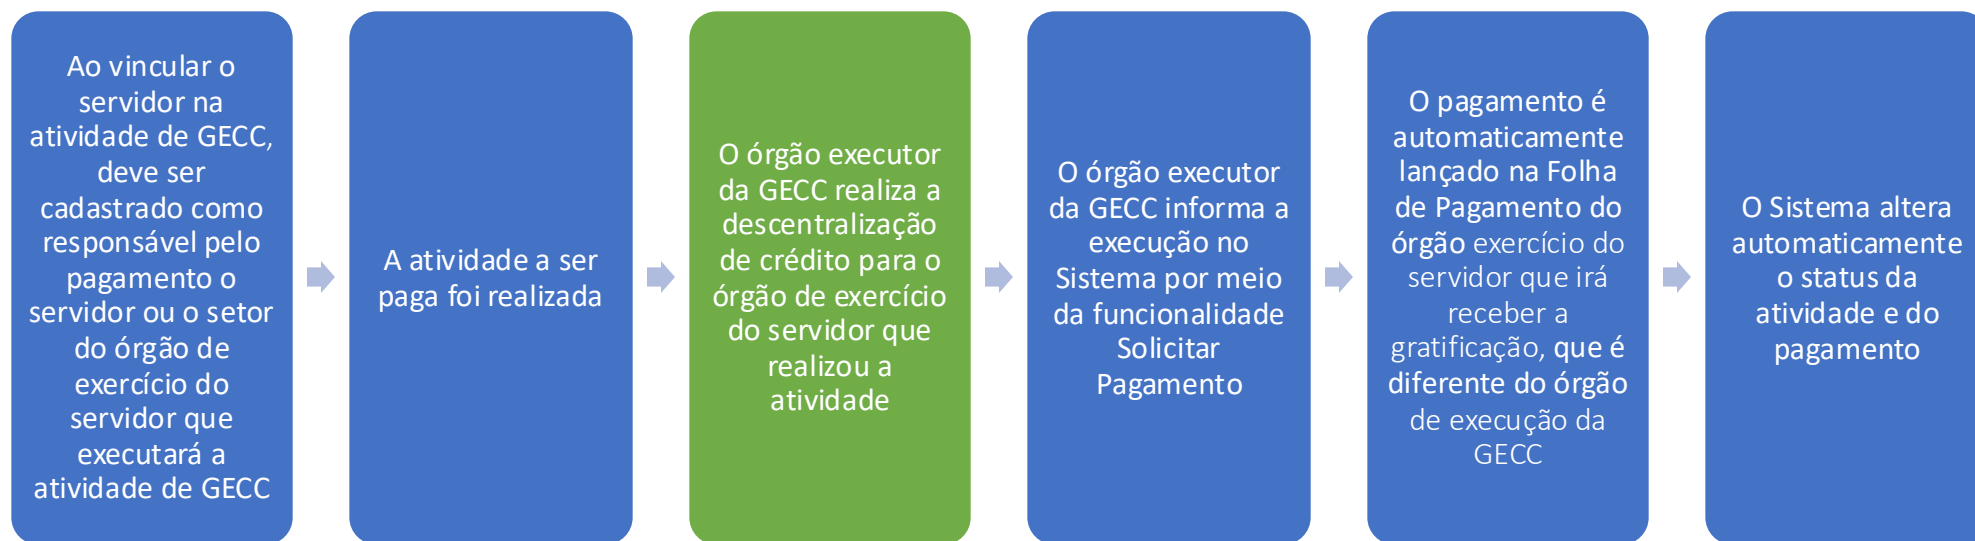 Ao vincular o
servidor na
atividade de GECC,
deve ser
cadastrado como
responsável pelo
pagamento o
servidor ou o setor
do órgão de
exercício do
servidor que
executará a
atividade de GECC
A atividade a ser
paga foi realizada
O órgão executor
da GECC realiza a
descentralização
de crédito para o
órgão de exercício
do servidor que
realizou a
atividade
O órgão executor
da GECC informa a
execução no
Sistema por meio
da funcionalidade
Solicitar
Pagamento
O pagamento é
automaticamente
lançado na Folha
de Pagamento do
órgão exercício do
servidor que irá
receber a
gratificação, que é
diferente do órgão
de execução da
GECC
O Sistema altera
automaticamente
o status da
atividade e do
pagamento